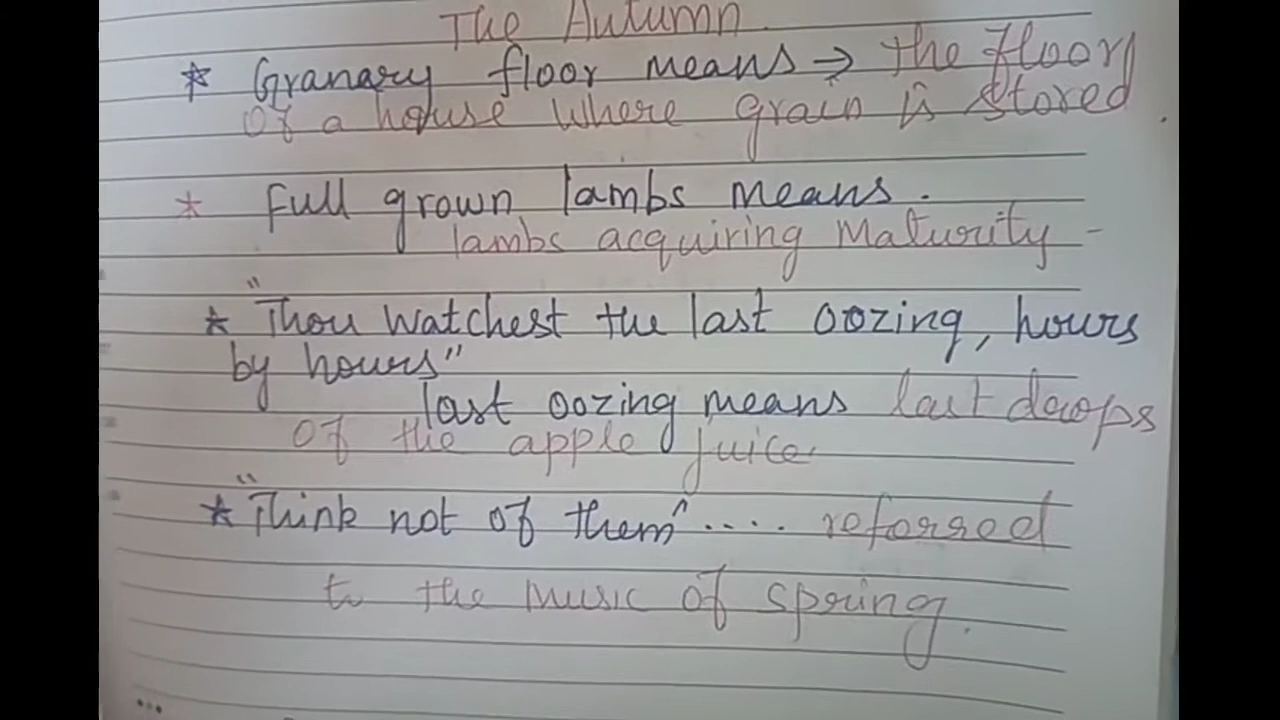 The Autumn.
* Granary floor means → the floor
of a house where grain is stored.
* Full grown lambs means.
lambs acquiring maturity -
* "Thou watchest the last oozing, hours
by hours"
last oozing means last drops
of the apple juice.
* "Think not of them" .... referred
to the music of spring.